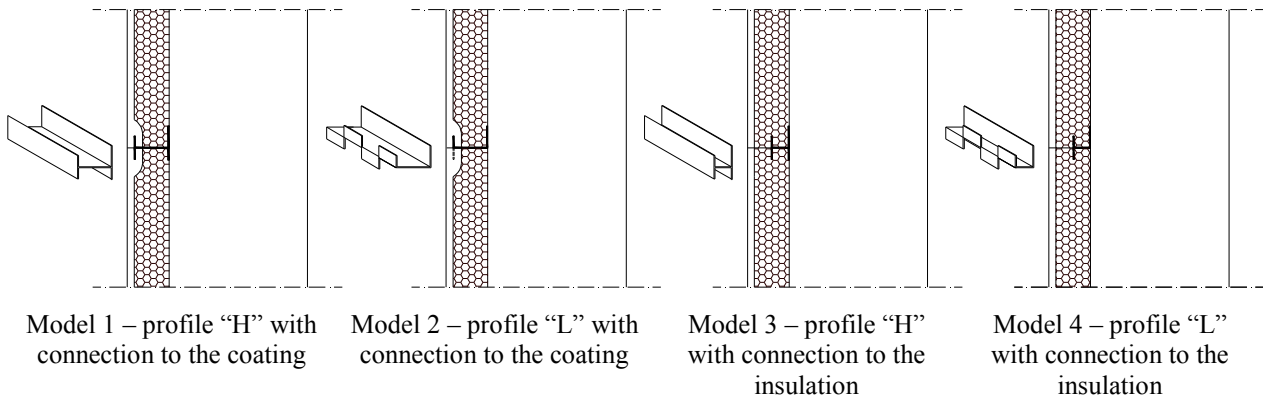 Model 1 – profile “H” with
connection to the coating
Model 2 – profile “L” with
connection to the coating
Model 3 – profile “H”
with connection to the
insulation
Model 4 – profile “L”
with connection to the
insulation